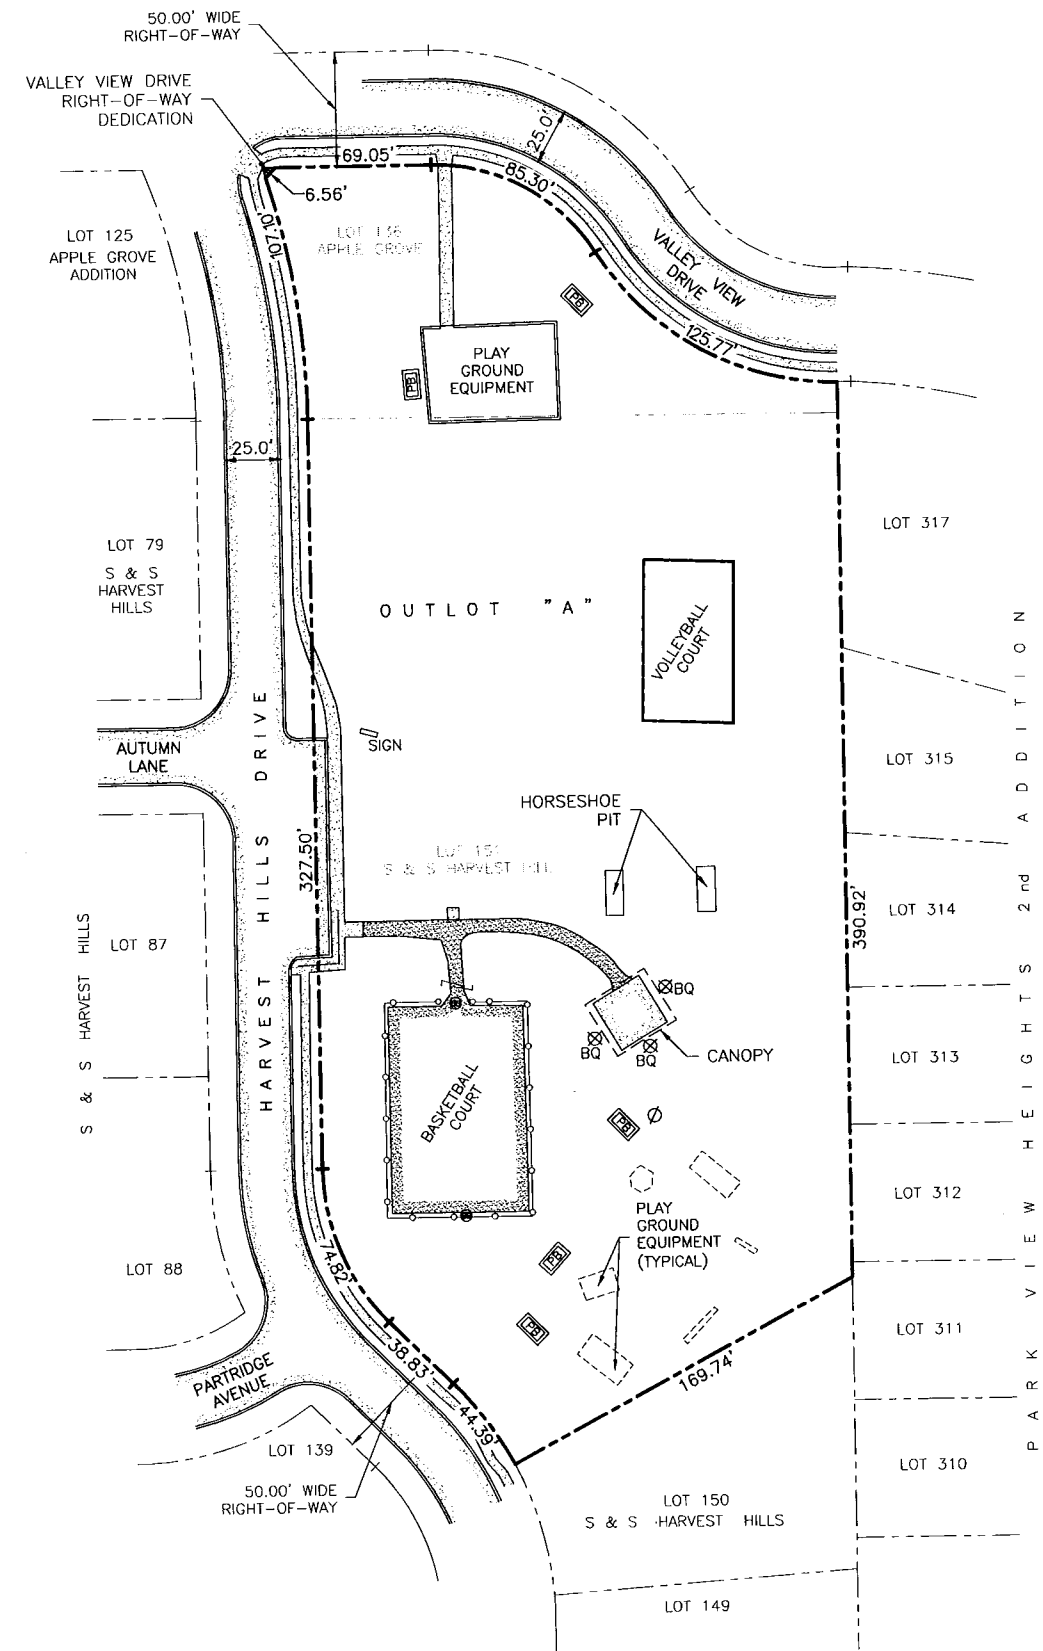 50.00' WIDE
RIGHT-OF-WAY
VALLEY VIEW DRIVE
RIGHT-OF-WAY
DEDICATION
69.05'
25.0'
85.30'
6.56'
107.10'
LOT 136
APPLE GROVE
LOT 125
APPLE GROVE
ADDITION
VALLEY VIEW
DRIVE
PB
125.77'
PLAY
GROUND
EQUIPMENT
PB
25.0'
LOT 317
LOT 79
S & S
HARVEST
HILLS
OUTLOT "A"
VOLLEYBALL
COURT
SIGN
AUTUMN
LANE
LOT 315
HORSESHOE
PIT
HARVEST HILLS DRIVE
327.50'
S & S HARVEST HILL
LOT 314
390.92'
PARK VIEW HEIGHTS 2nd ADDITION
LOT 87
S & S HARVEST HILLS
BQ
BQ
BQ
CANOPY
LOT 313
BASKETBALL
COURT
PB
LOT 312
PLAY
GROUND
EQUIPMENT
(TYPICAL)
PB
LOT 88
74.82'
PB
LOT 311
38.83'
169.74'
PARTRIDGE
AVENUE
44.39'
LOT 139
LOT 310
50.00' WIDE
RIGHT-OF-WAY
LOT 150
S & S HARVEST HILLS
LOT 149